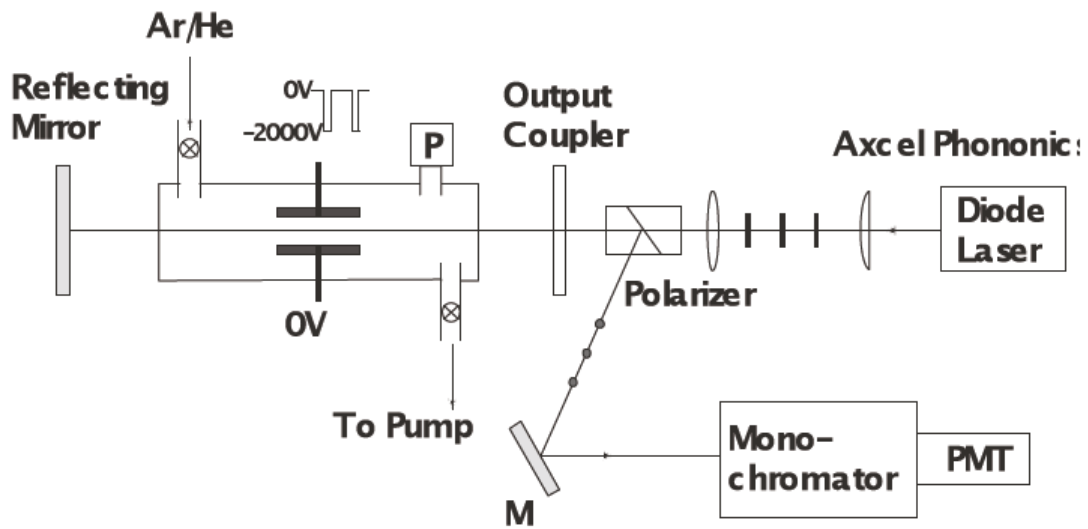 Ar/He
Reflecting
Mirror
0V
-2000V
P
Output
Coupler
Axcel Phononics
Diode
Laser
Polarizer
0V
To Pump
Mono-
chromator
PMT
M